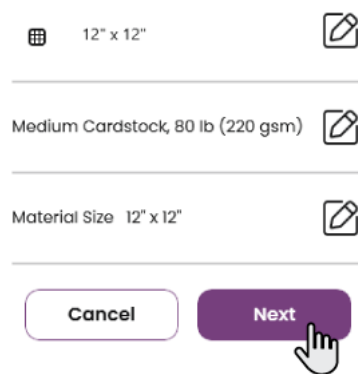 12" x 12"
Medium Cardstock, 80 lb (220 gsm)
Material Size 12" x 12"
Cancel Next